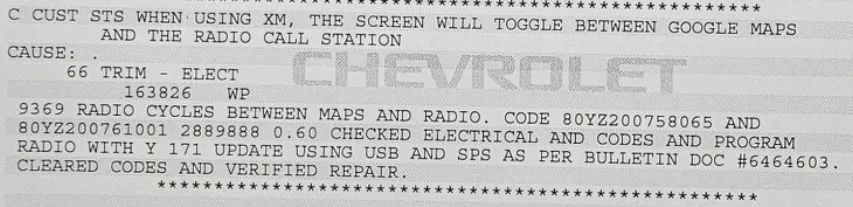 ****************************************************
C CUST STS WHEN USING XM, THE SCREEN WILL TOGGLE BETWEEN GOOGLE MAPS
AND THE RADIO CALL STATION
CAUSE: .
66 TRIM - ELECT
CHEVROLET
163826 WP
9369 RADIO CYCLES BETWEEN MAPS AND RADIO. CODE 80YZ200758065 AND
80YZ200761001 2889888 0.60 CHECKED ELECTRICAL AND CODES AND PROGRAM
RADIO WITH Y 171 UPDATE USING USB AND SPS AS PER BULLETIN DOC #6464603.
CLEARED CODES AND VERIFIED REPAIR.
****************************************************